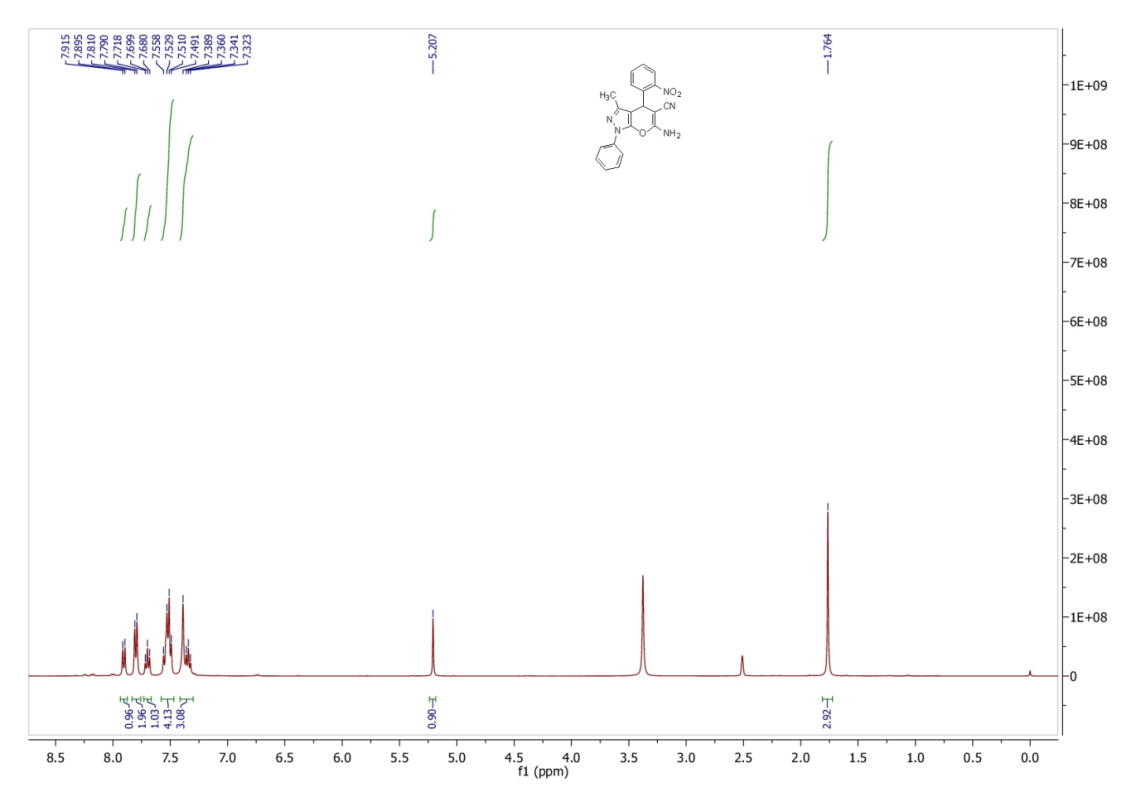 7.915
7.895
7.810
7.790
7.718
7.699
7.680
7.558
7.529
7.510
7.491
7.389
7.360
7.341
7.323
5.207
1.764
NO2
H3C
CN
N
N
O
NH2
1E+09
9E+08
8E+08
7E+08
6E+08
5E+08
4E+08
3E+08
2E+08
1E+08
0
0.96
1.96
1.03
4.13
3.08
0.90
2.92
8.5 8.0 7.5 7.0 6.5 6.0 5.5 5.0 4.5 4.0 3.5 3.0 2.5 2.0 1.5 1.0 0.5 0.0
f1 (ppm)